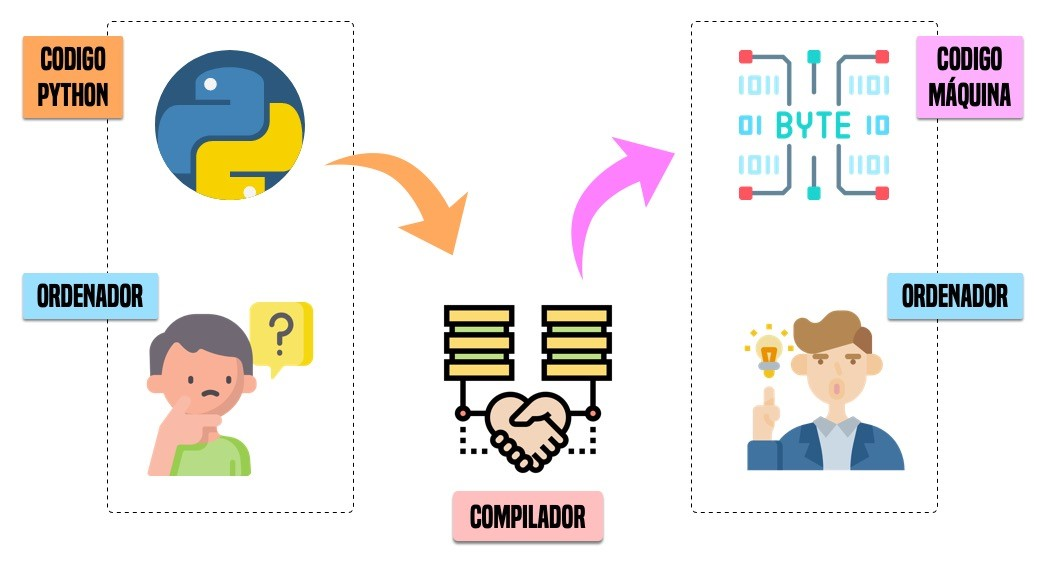 CODIGO
PYTHON
CODIGO
MÁQUINA
1011
1101
01
BYTE
10
1011
1101
ORDENADOR
?
ORDENADOR
COMPILADOR